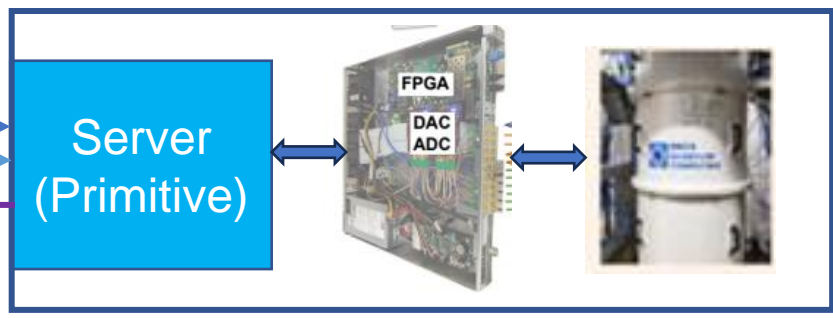 Server
(Primitive)
FPGA
DAC
ADC